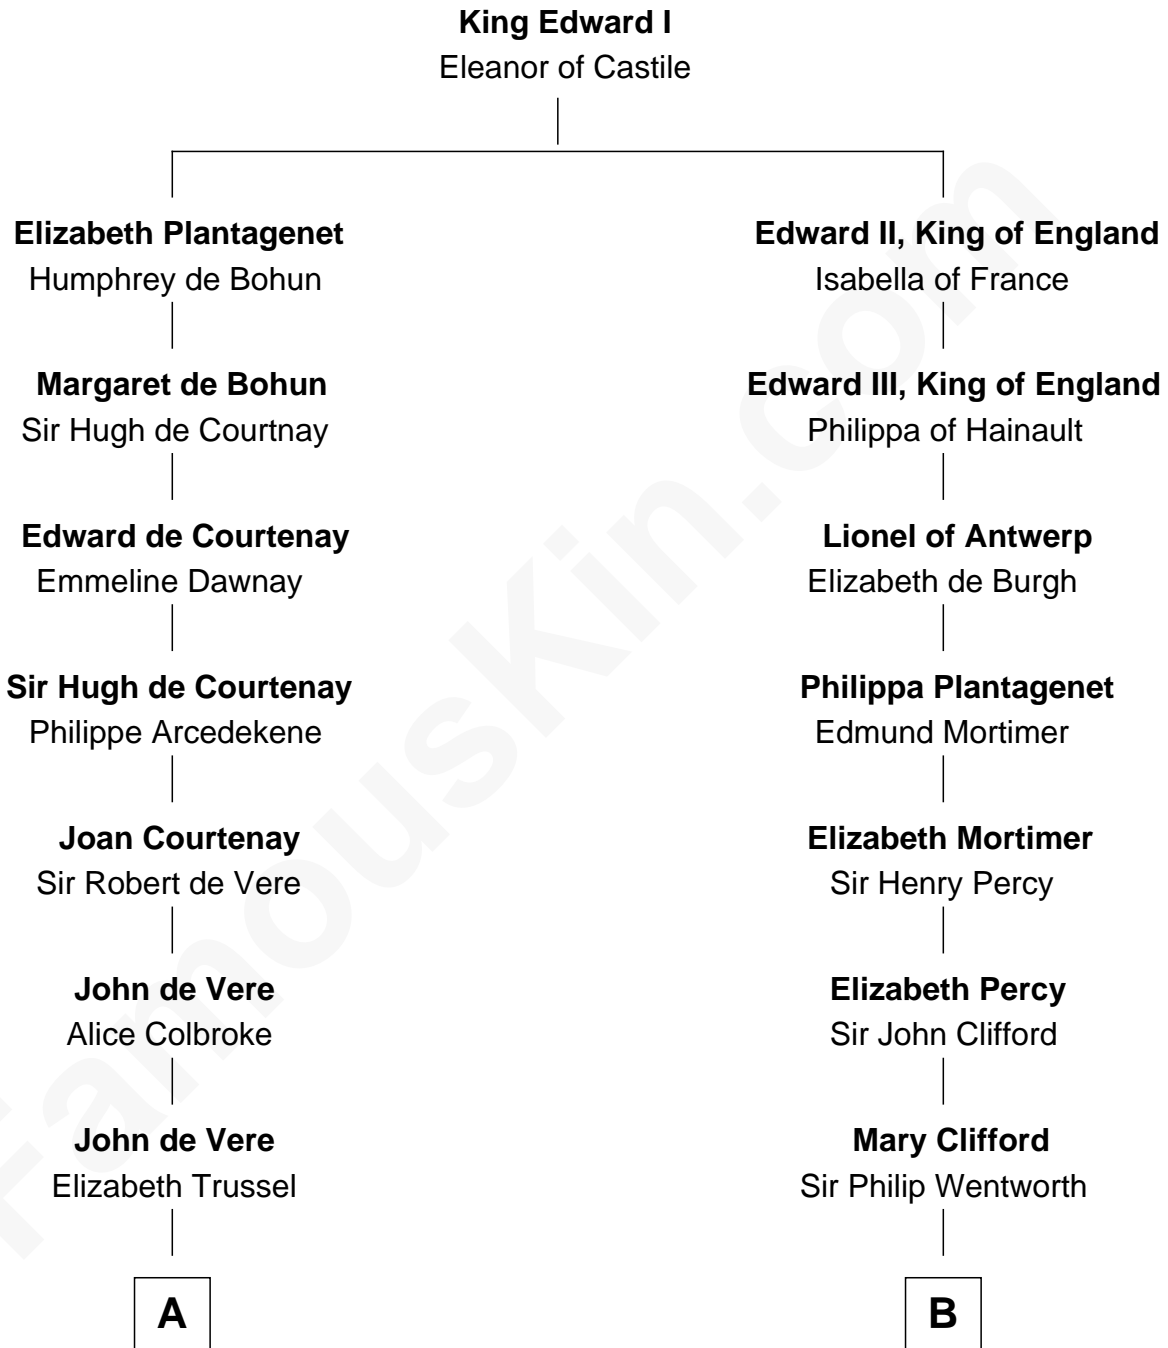 King Edward I
Eleanor of Castile
Elizabeth Plantagenet
Humphrey de Bohun
Margaret de Bohun
Sir Hugh de Courtnay
Edward de Courtenay
Emmeline Dawnay
Sir Hugh de Courtenay
Philippe Arcedekene
Joan Courtenay
Sir Robert de Vere
John de Vere
Alice Colbroke
John de Vere
Elizabeth Trussel
A
Edward II, King of England
Isabella of France
Edward III, King of England
Philippa of Hainault
Lionel of Antwerp
Elizabeth de Burgh
Philippa Plantagenet
Edmund Mortimer
Elizabeth Mortimer
Sir Henry Percy
Elizabeth Percy
Sir John Clifford
Mary Clifford
Sir Philip Wentworth
B
FamousKin.com